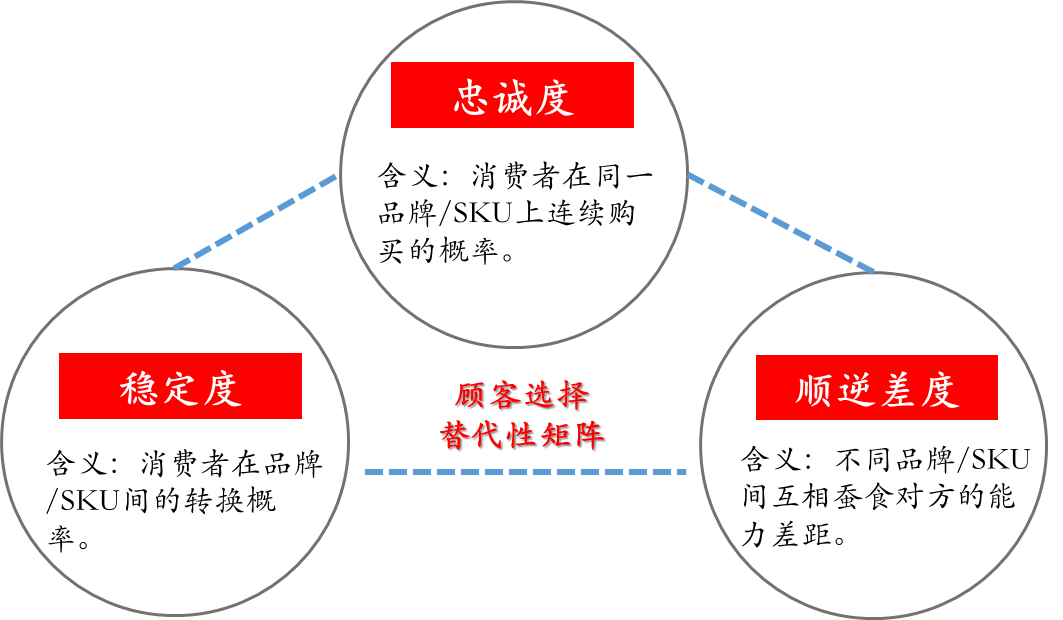 忠诚度
含义：消费者在同一
品牌/SKU上连续购
买的概率。
稳定度
含义：消费者在品牌
/SKU间的转换概
率。
顾客选择
替代性矩阵
顺逆差度
含义：不同品牌/SKU
间互相蚕食对方的能
力差距。